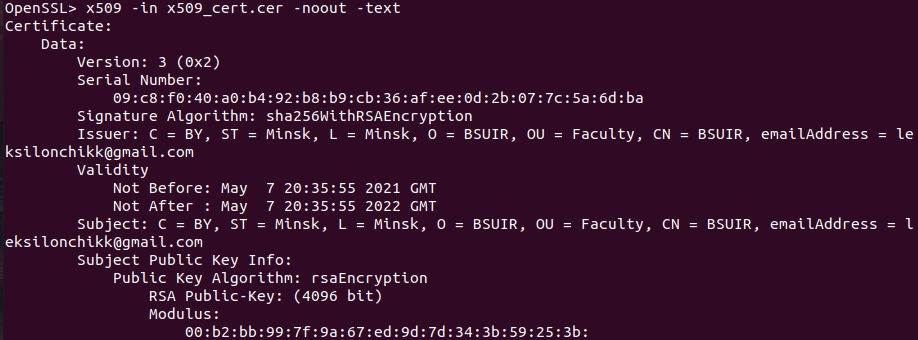 OpenSSL> x509 -in x509_cert.cer -noout -text
Certificate:
    Data:
        Version: 3 (0x2)
        Serial Number:
            09:c8:f0:40:a0:b4:92:b8:b9:cb:36:af:ee:0d:2b:07:7c:5a:6d:ba
        Signature Algorithm: sha256WithRSAEncryption
        Issuer: C = BY, ST = Minsk, L = Minsk, O = BSUIR, OU = Faculty, CN = BSUIR, emailAddress = le
ksilonchikk@gmail.com
        Validity
            Not Before: May  7 20:35:55 2021 GMT
            Not After : May  7 20:35:55 2022 GMT
        Subject: C = BY, ST = Minsk, L = Minsk, O = BSUIR, OU = Faculty, CN = BSUIR, emailAddress = l
eksilonchikk@gmail.com
        Subject Public Key Info:
            Public Key Algorithm: rsaEncryption
                RSA Public-Key: (4096 bit)
                Modulus:
                    00:b2:bb:99:7f:9a:67:ed:9d:7d:34:3b:59:25:3b: